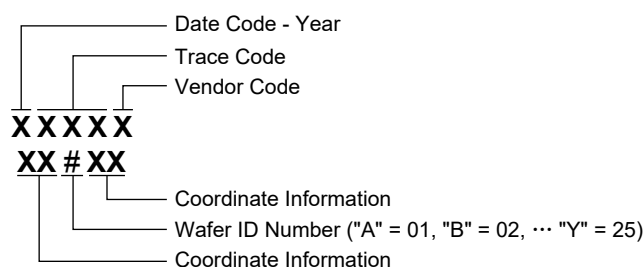 Date Code - Year
Trace Code
Vendor Code
X X X X X
XX # XX
Coordinate Information
Wafer ID Number ("A" = 01, "B" = 02, ··· "Y" = 25)
Coordinate Information